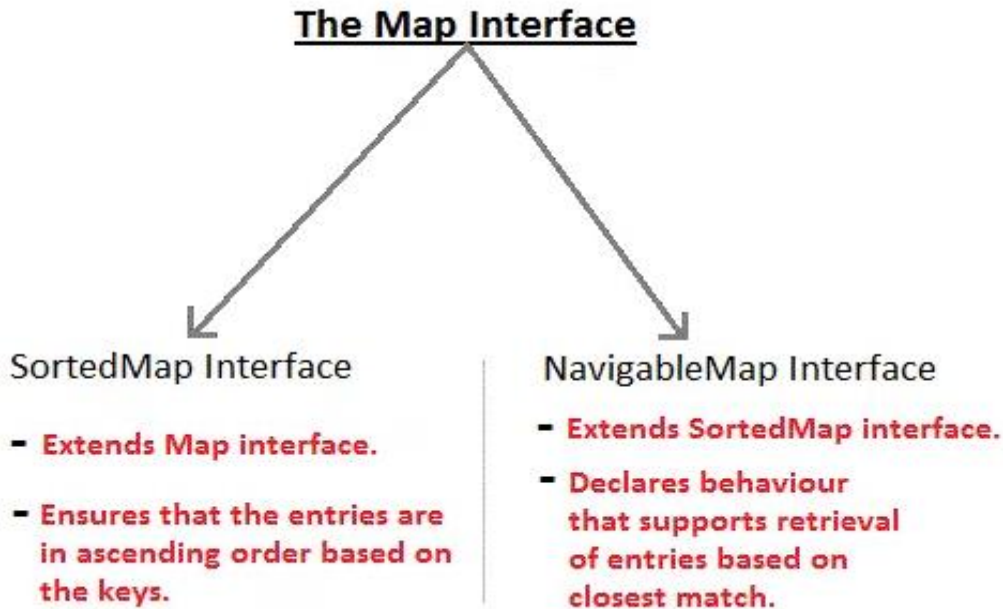 The Map Interface
SortedMap Interface
- Extends Map interface.
- Ensures that the entries are
in ascending order based on
the keys.
NavigableMap Interface
- Extends SortedMap interface.
- Declares behaviour
that supports retrieval
of entries based on
closest match.